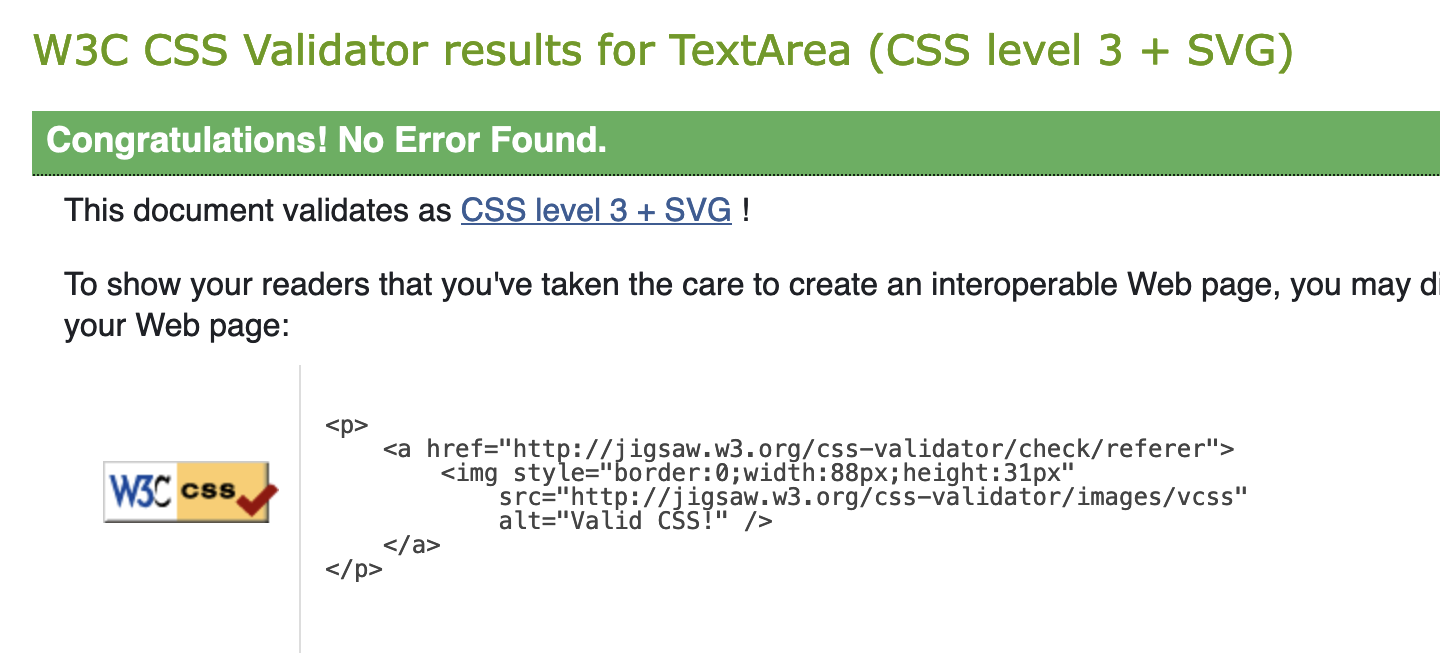 W3C CSS Validator results for TextArea (CSS level 3 + SVG)
Congratulations! No Error Found.
This document validates as CSS level 3 + SVG !
To show your readers that you've taken the care to create an interoperable Web page, you may
your Web page:
<p>
<a href="http://jigsaw.w3.org/css-validator/check/referer">
<img style="border:0;width:88px;height:31px"
src="http://jigsaw.w3.org/css-validator/images/vcss"
alt="Valid CSS!" />
W3C css
</a>
</p>